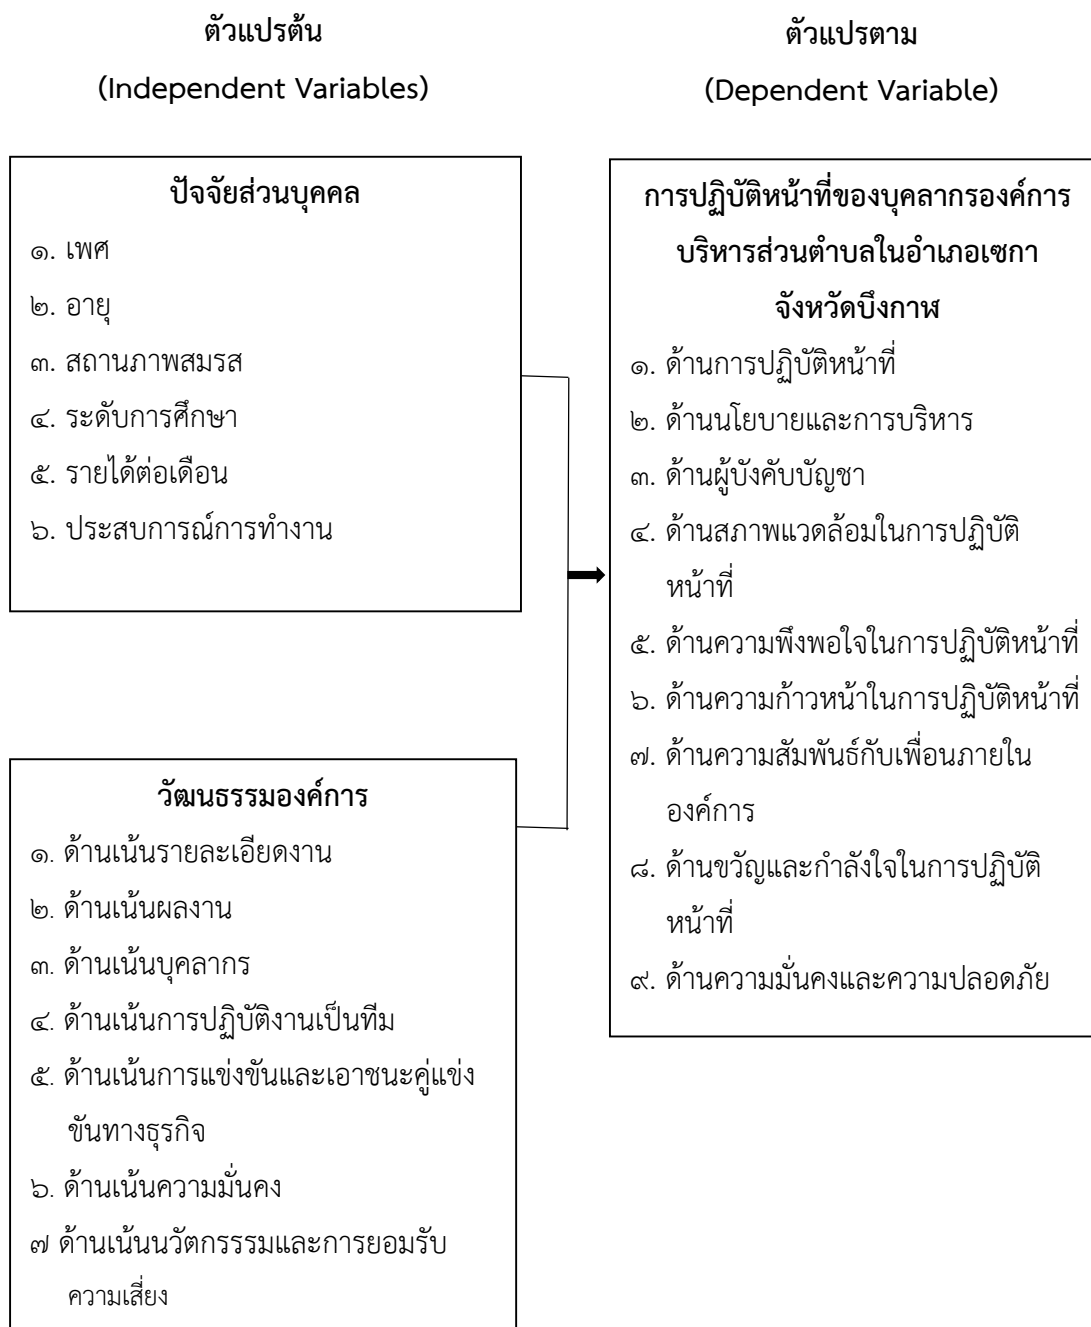 ตัวแปรต้น
(Independent Variables)
ตัวแปรตาม
(Dependent Variable)
ปัจจัยส่วนบุคคล
๑. เพศ
๒. อายุ
๓. สถานภาพสมรส
๔. ระดับการศึกษา
๕. รายได้ต่อเดือน
๖. ประสบการณ์การทำงาน
วัฒนธรรมองค์การ
๑. ด้านเน้นรายละเอียดงาน
๒. ด้านเน้นผลงาน
๓. ด้านเน้นบุคลากร
๔. ด้านเน้นการปฏิบัติงานเป็นทีม
๕. ด้านเน้นการแข่งขันและเอาชนะคู่แข่ง
ขันทางธุรกิจ
๖. ด้านเน้นความมั่นคง
๗ ด้านเน้นนวัตกรรรมและการยอมรับ
ความเสี่ยง
การปฏิบัติหน้าที่ของบุคลากรองค์การ
บริหารส่วนตำบลในอำเภอเซกา
จังหวัดบึงกาฬ
๑. ด้านการปฏิบัติหน้าที่
๒. ด้านนโยบายและการบริหาร
๓. ด้านผู้บังคับบัญชา
๔. ด้านสภาพแวดล้อมในการปฏิบัติ
หน้าที่
๕. ด้านความพึงพอใจในการปฏิบัติหน้าที่
๖. ด้านความก้าวหน้าในการปฏิบัติหน้าที่
๗. ด้านความสัมพันธ์กับเพื่อนภายใน
องค์การ
๘. ด้านขวัญและกำลังใจในการปฏิบัติ
หน้าที่
๙. ด้านความมั่นคงและความปลอดภัย